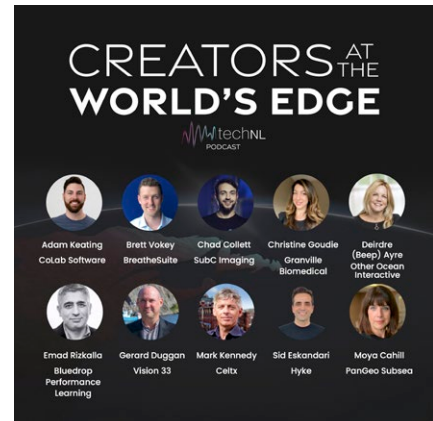 CREATORS AT THE
WORLD'S EDGE
techNL
PODCAST
Adam Keating
CoLab Software
Brett Vokey
BreatheSuite
Chad Collett
SubC Imaging
Christine Goudie
Granville
Biomedical
Deirdre
(Beep) Ayre
Other Ocean
Interactive
Emad Rizkalla
Bluedrop
Performance
Learning
Gerard Duggan
Vision 33
Mark Kennedy
Celtx
Sid Eskandari
Hyke
Moya Cahill
PanGeo Subsea